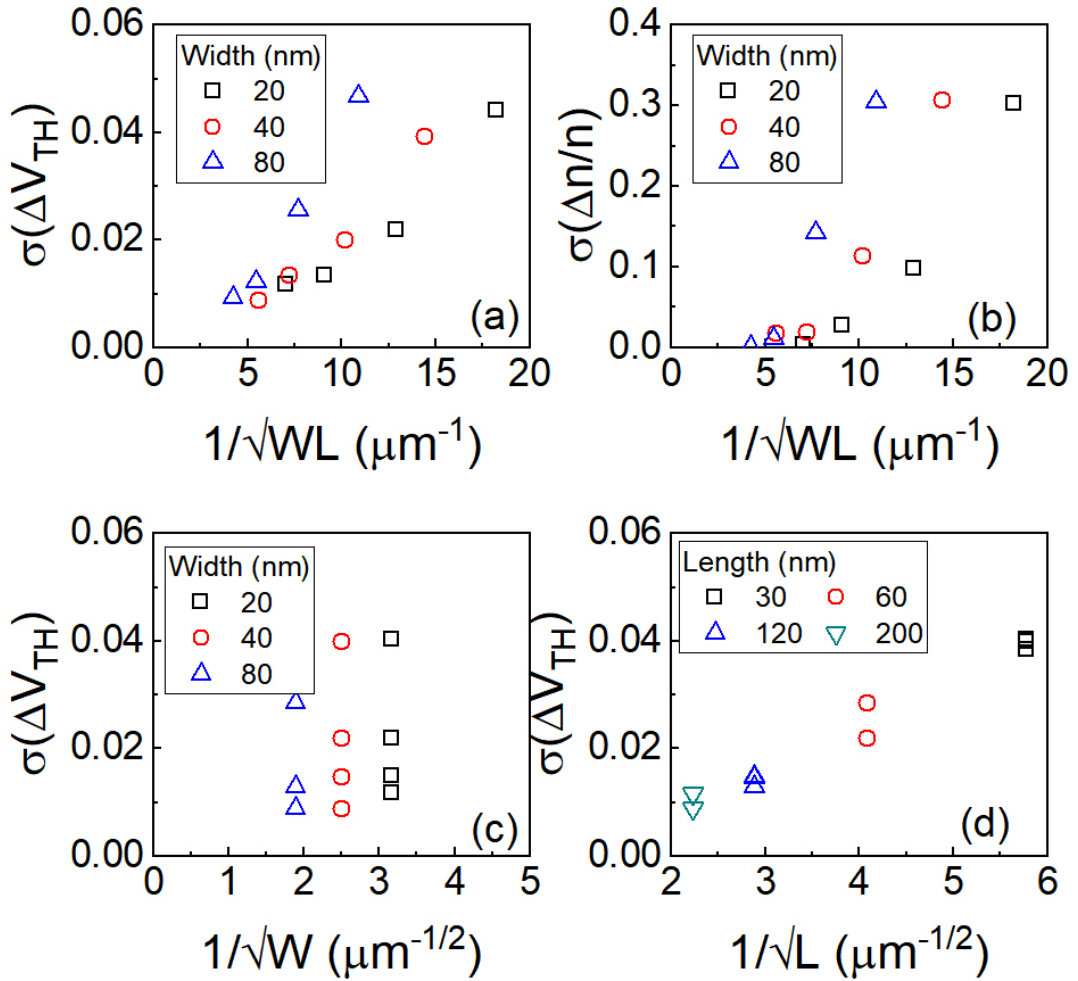 0.06
0.04
0.02
0.00
σ(ΔV_TH)
Width (nm)
20
40
80
(a)
0 5 10 15 20
1/√WL (μm⁻¹)
0.4
0.3
0.2
0.1
0.0
σ(Δn/n)
Width (nm)
20
40
80
(b)
0 5 10 15 20
1/√WL (μm⁻¹)
0.06
0.04
0.02
0.00
σ(ΔV_TH)
Width (nm)
20
40
80
(c)
0 1 2 3 4 5
1/√W (μm⁻¹/²)
0.06
0.04
0.02
0.00
σ(ΔV_TH)
Length (nm)
30 60
120 200
(d)
2 3 4 5 6
1/√L (μm⁻¹/²)